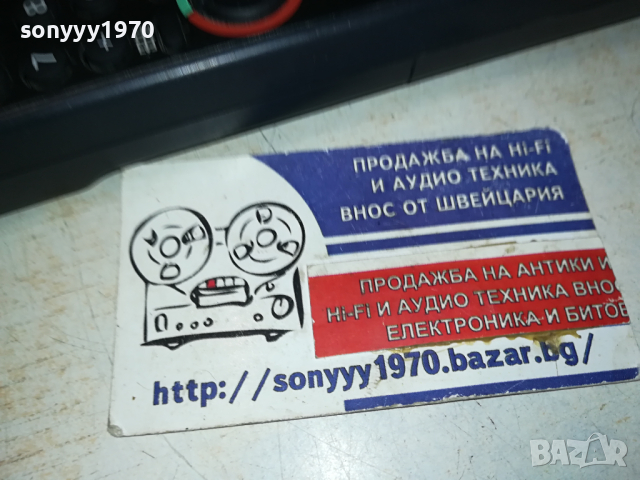 sonyyy1970
sonyyy1970
ПРОДАЖБА НА Hi-Fi
И АУДИО ТЕХНИКА
ВНОС ОТ ШВЕЙЦАРИЯ
ПРОДАЖБА НА АНТИКИ И
Hi-Fi И АУДИО ТЕХНИКА ВНОС
ЕЛЕКТРОНИКА И БИТОВ
http://sonyyy1970.bazar.bg/
BAZAR